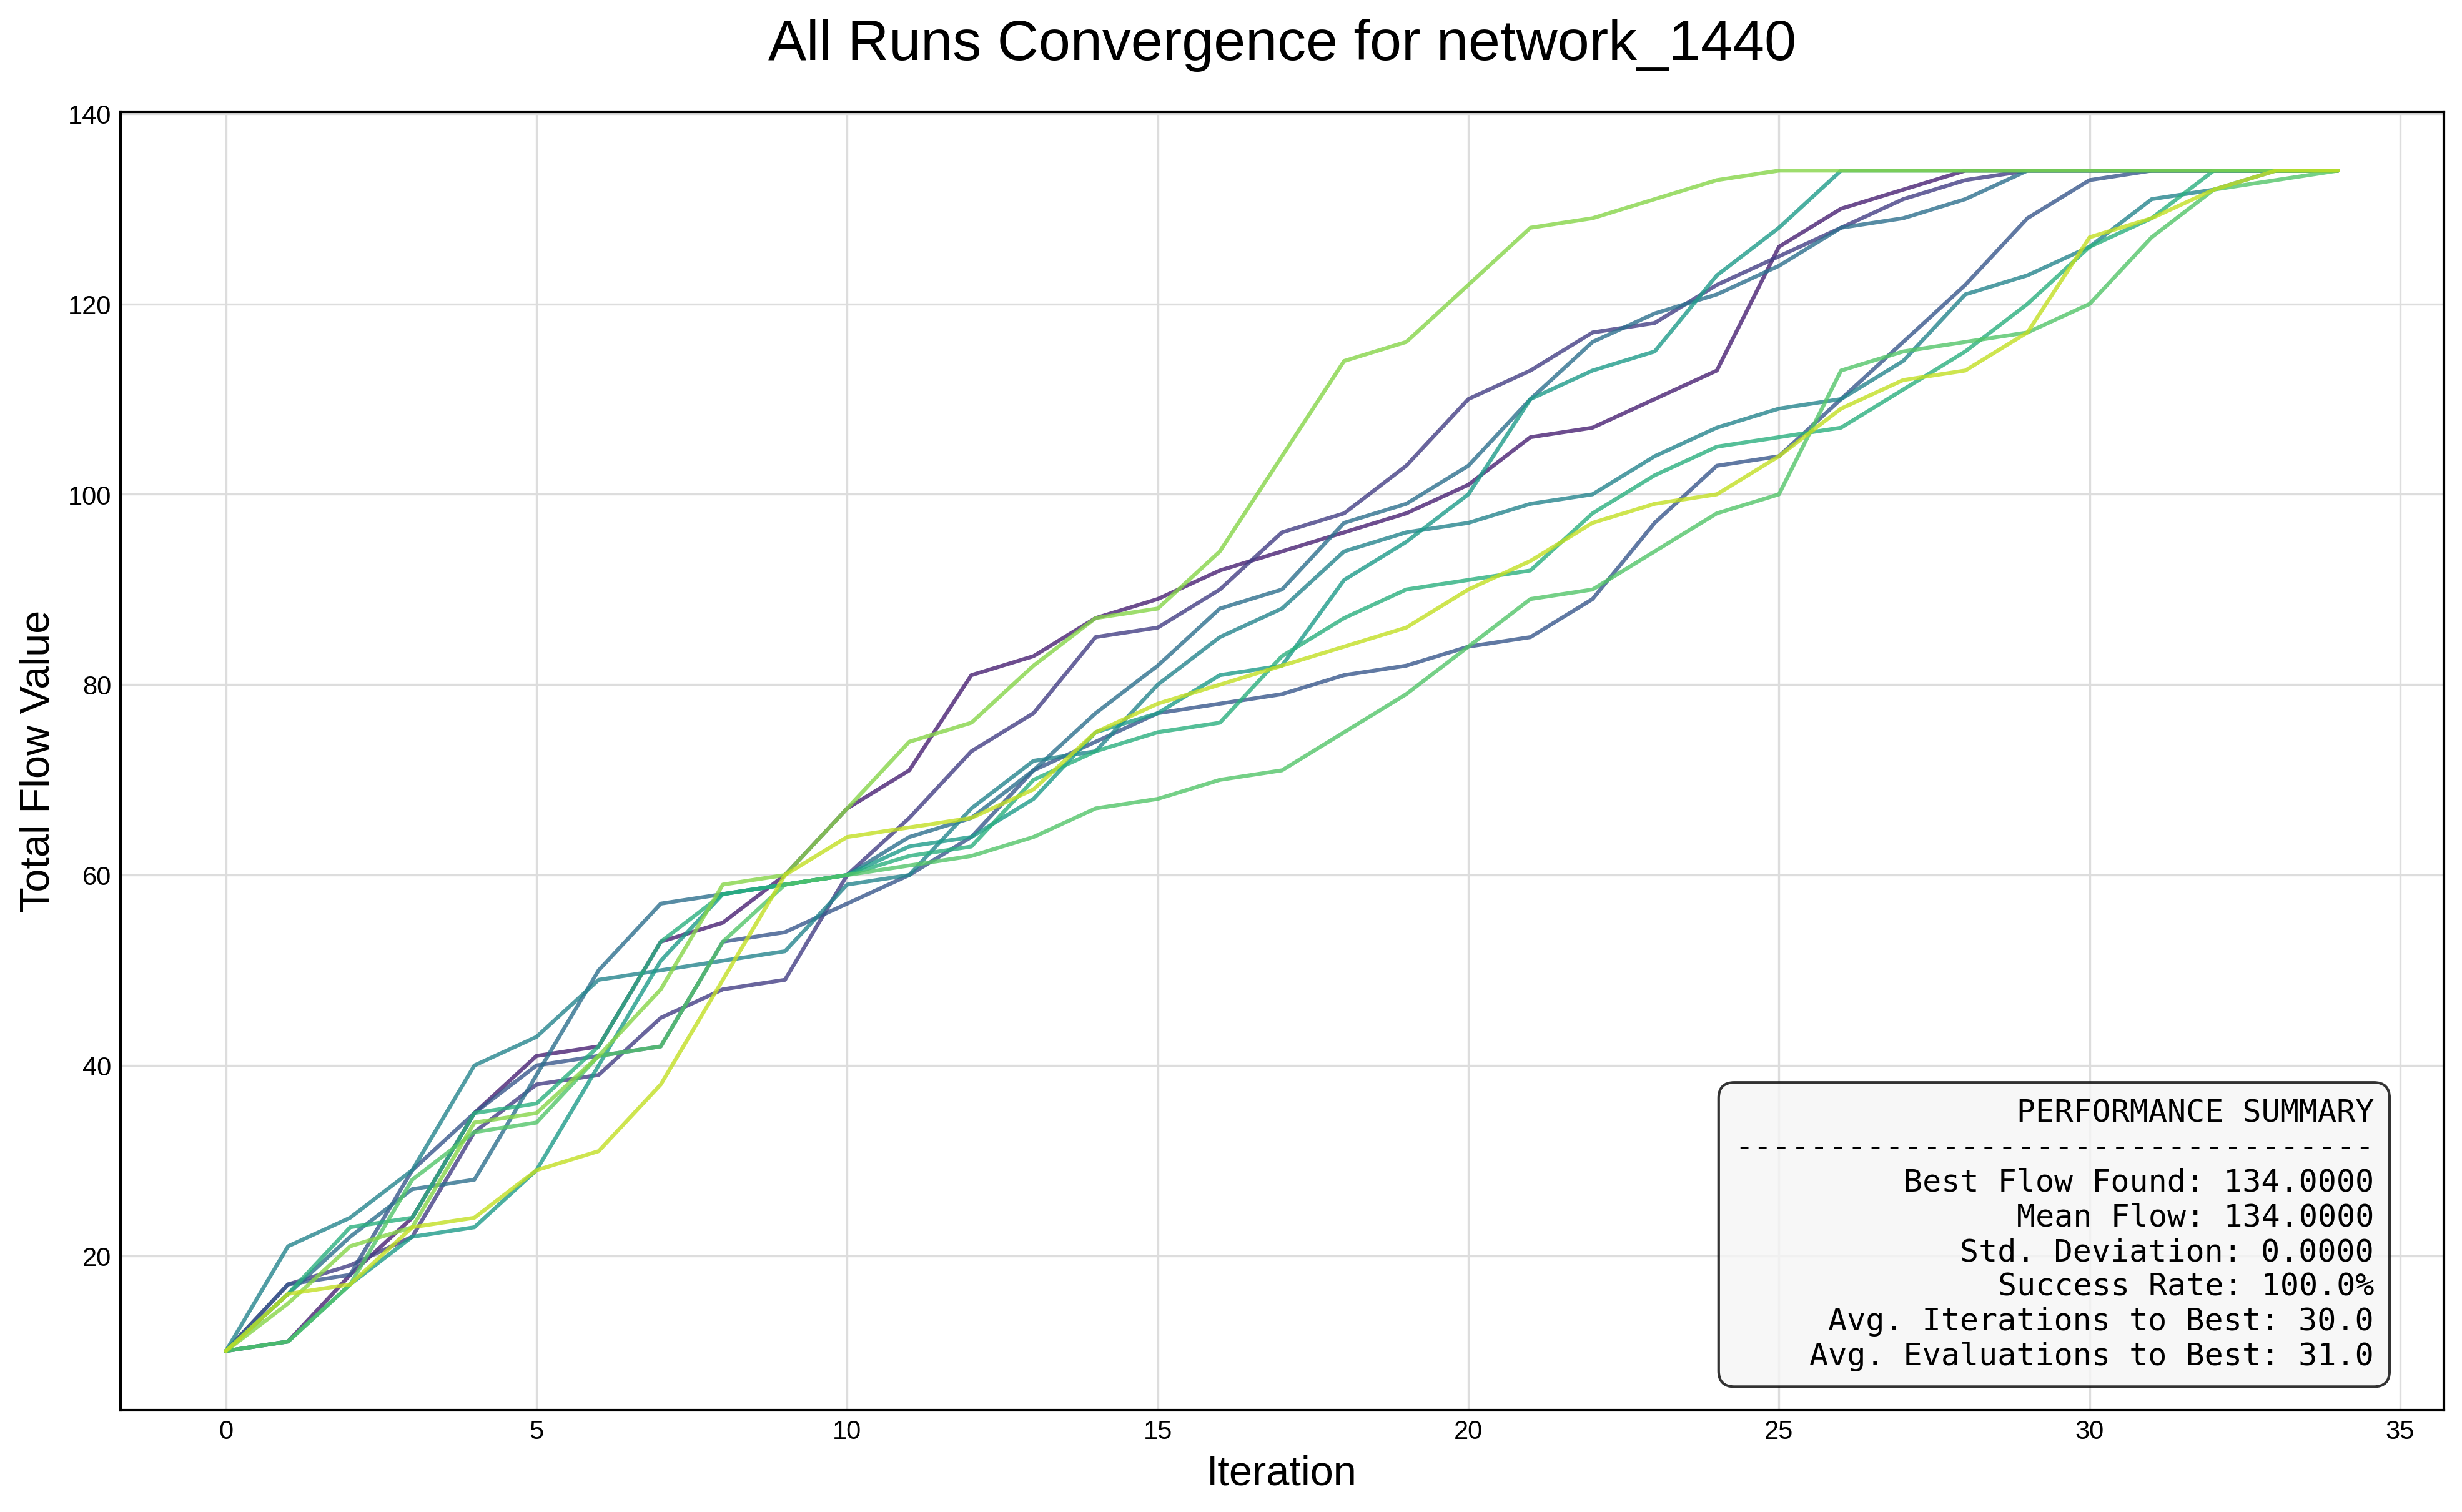 All Runs Convergence for network_1440
Total Flow Value
140
120
100
80
60
40
20
PERFORMANCE SUMMARY
----------------------------------
Best Flow Found: 134.0000
Mean Flow: 134.0000
Std. Deviation: 0.0000
Success Rate: 100.0%
Avg. Iterations to Best: 30.0
Avg. Evaluations to Best: 31.0
0 5 10 15 20 25 30 35
Iteration